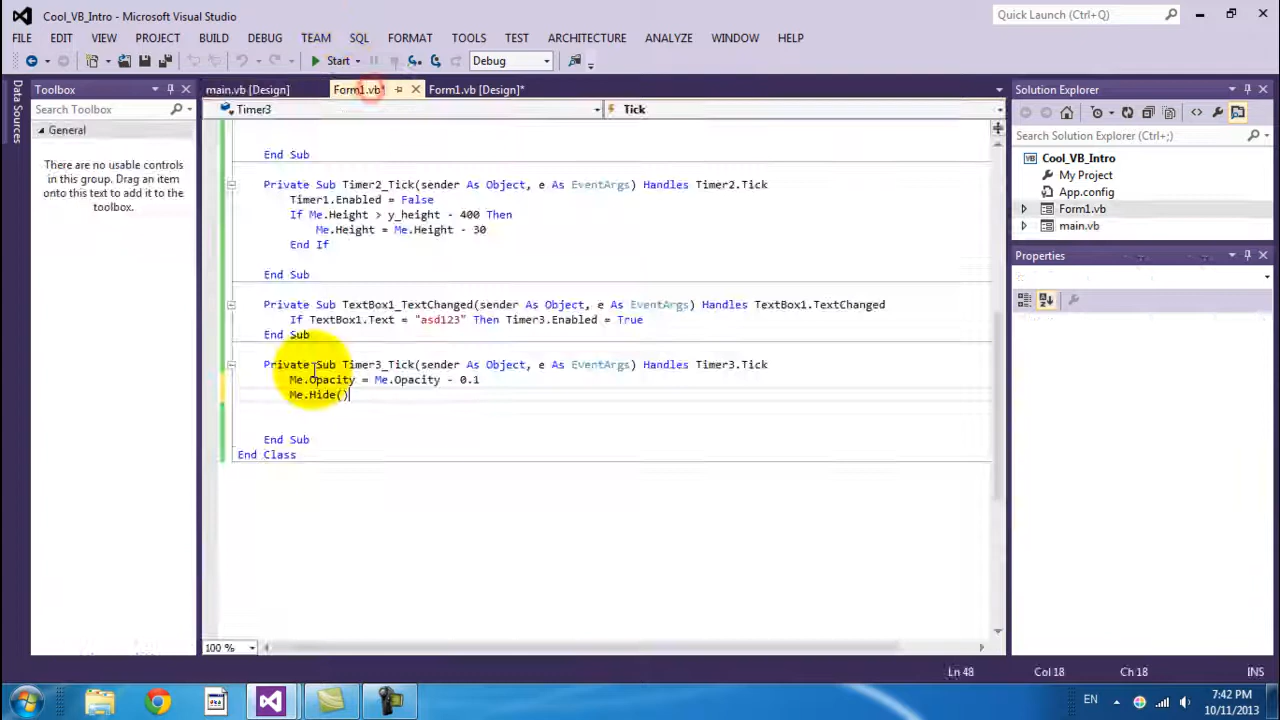 Cool_VB_Intro - Microsoft Visual Studio
Quick Launch (Ctrl+Q)
FILE EDIT VIEW PROJECT BUILD DEBUG TEAM SQL FORMAT TOOLS TEST ARCHITECTURE ANALYZE WINDOW HELP
Start Debug
Data Sources
Toolbox
Search Toolbox
General
There are no usable controls
in this group. Drag an item
onto this text to add it to the
toolbox.
main.vb [Design] Form1.vb* Form1.vb [Design]*
Timer3 Tick
End Sub
Private Sub Timer2_Tick(sender As Object, e As EventArgs) Handles Timer2.Tick
Timer1.Enabled = False
If Me.Height > y_height - 400 Then
Me.Height = Me.Height - 30
End If
End Sub
Private Sub TextBox1_TextChanged(sender As Object, e As EventArgs) Handles TextBox1.TextChanged
If TextBox1.Text = "asd123" Then Timer3.Enabled = True
End Sub
Private Sub Timer3_Tick(sender As Object, e As EventArgs) Handles Timer3.Tick
Me.Opacity = Me.Opacity - 0.1
Me.Hide()
End Sub
End Class
100 %
Solution Explorer
Search Solution Explorer (Ctrl+;)
VB Cool_VB_Intro
My Project
App.config
Form1.vb
main.vb
Properties
Ln 48 Col 18 Ch 18 INS
EN
7:42 PM
10/11/2013